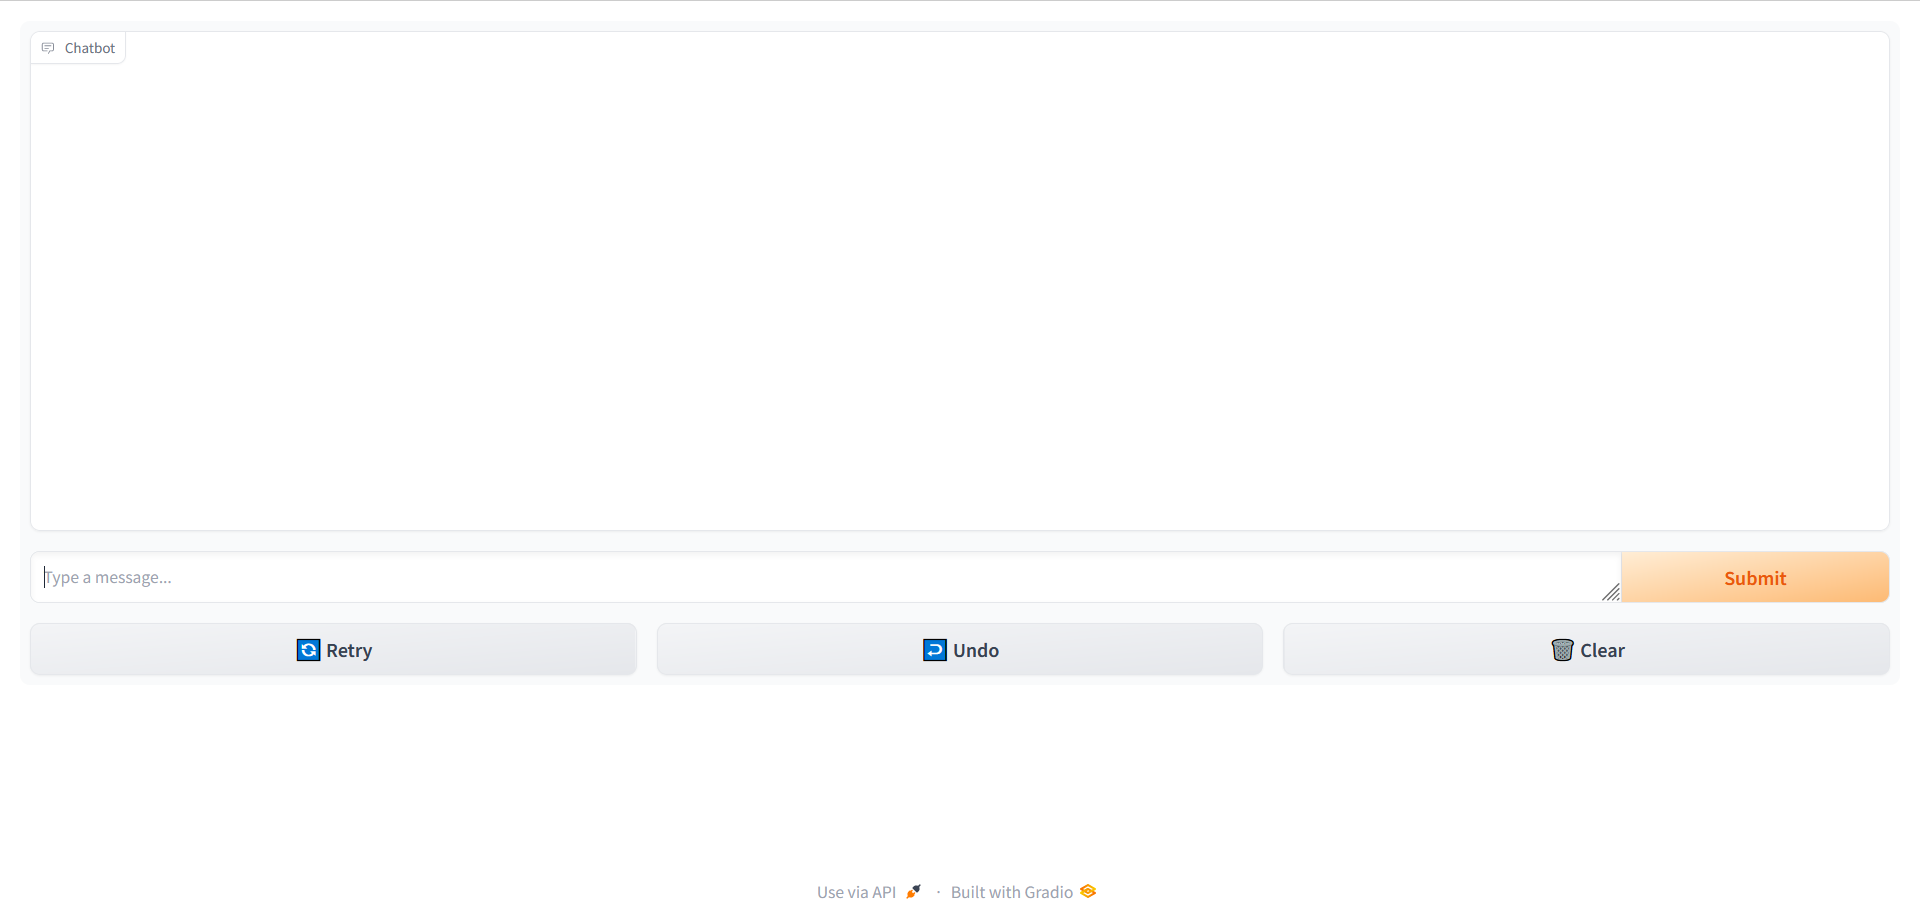 Chatbot
Type a message...
Submit
Retry
Undo
Clear
Use via API · Built with Gradio